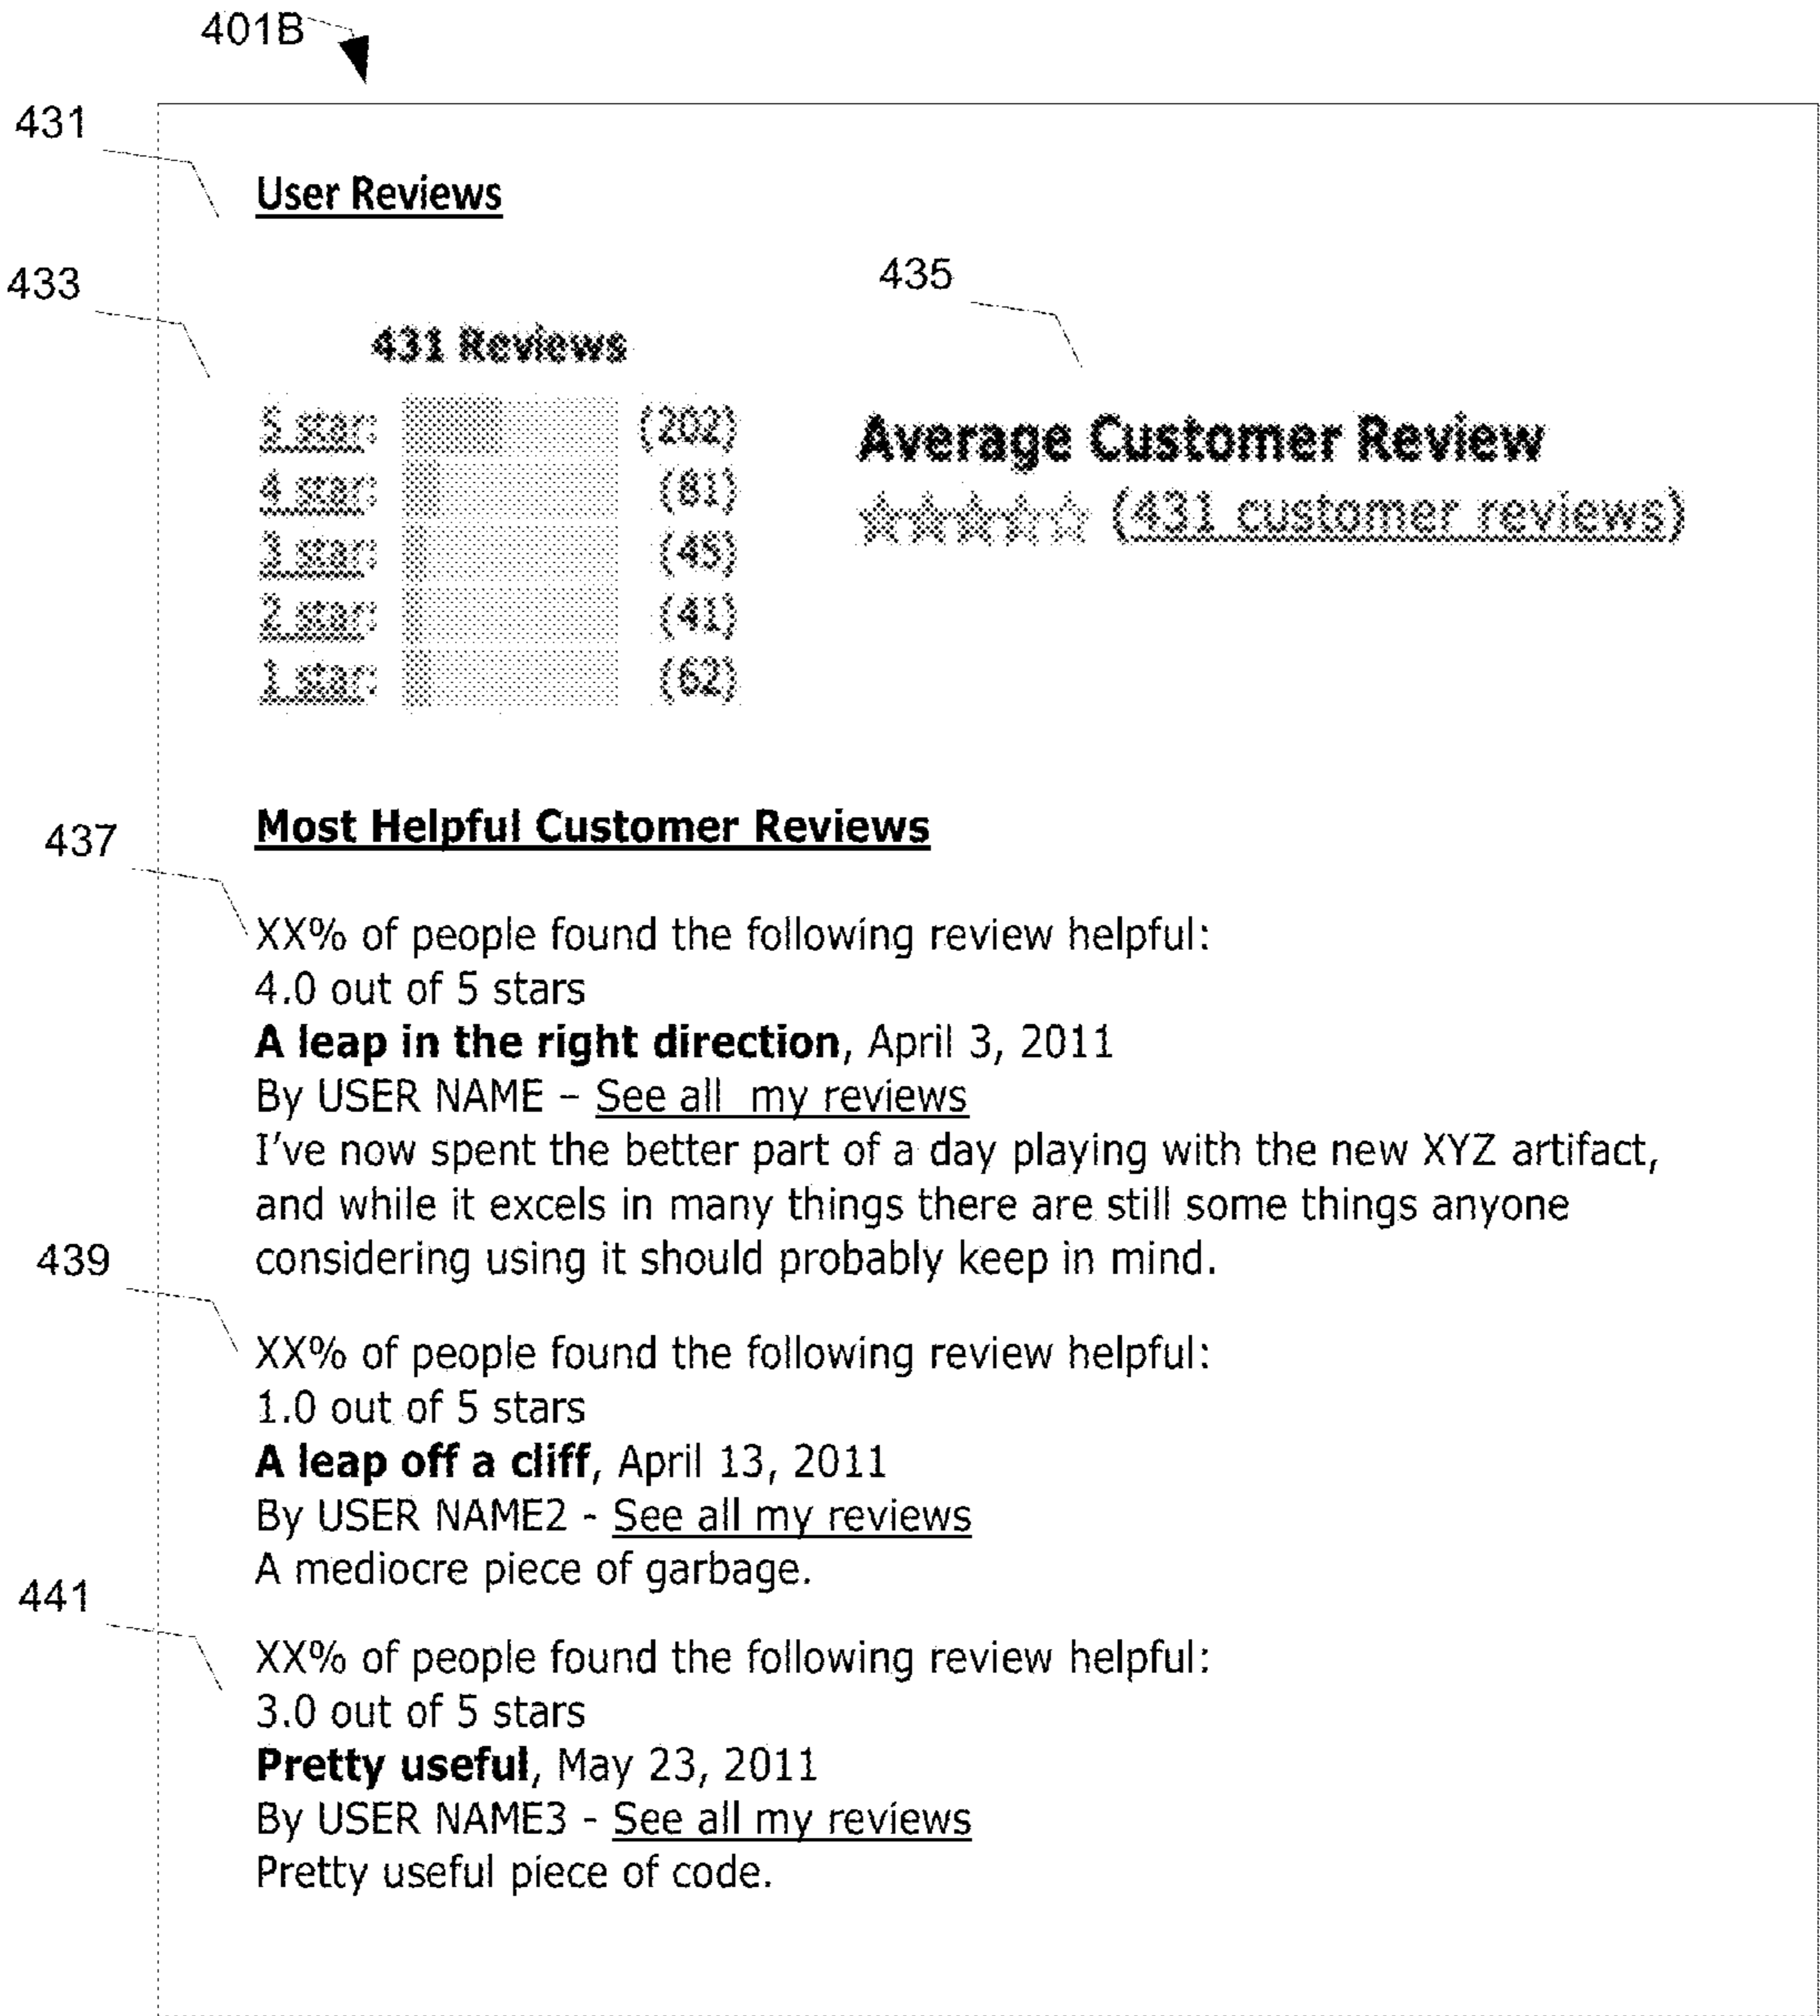 401B
431
User Reviews
433
435
431 Reviews
5 star: (202)
4 star: (81)
3 star: (45)
2 star: (41)
1 star: (62)
Average Customer Review
(431 customer reviews)
437
Most Helpful Customer Reviews
XX% of people found the following review helpful:
4.0 out of 5 stars
A leap in the right direction, April 3, 2011
By USER NAME – See all my reviews
I've now spent the better part of a day playing with the new XYZ artifact,
and while it excels in many things there are still some things anyone
considering using it should probably keep in mind.
439
XX% of people found the following review helpful:
1.0 out of 5 stars
A leap off a cliff, April 13, 2011
By USER NAME2 - See all my reviews
A mediocre piece of garbage.
441
XX% of people found the following review helpful:
3.0 out of 5 stars
Pretty useful, May 23, 2011
By USER NAME3 - See all my reviews
Pretty useful piece of code.